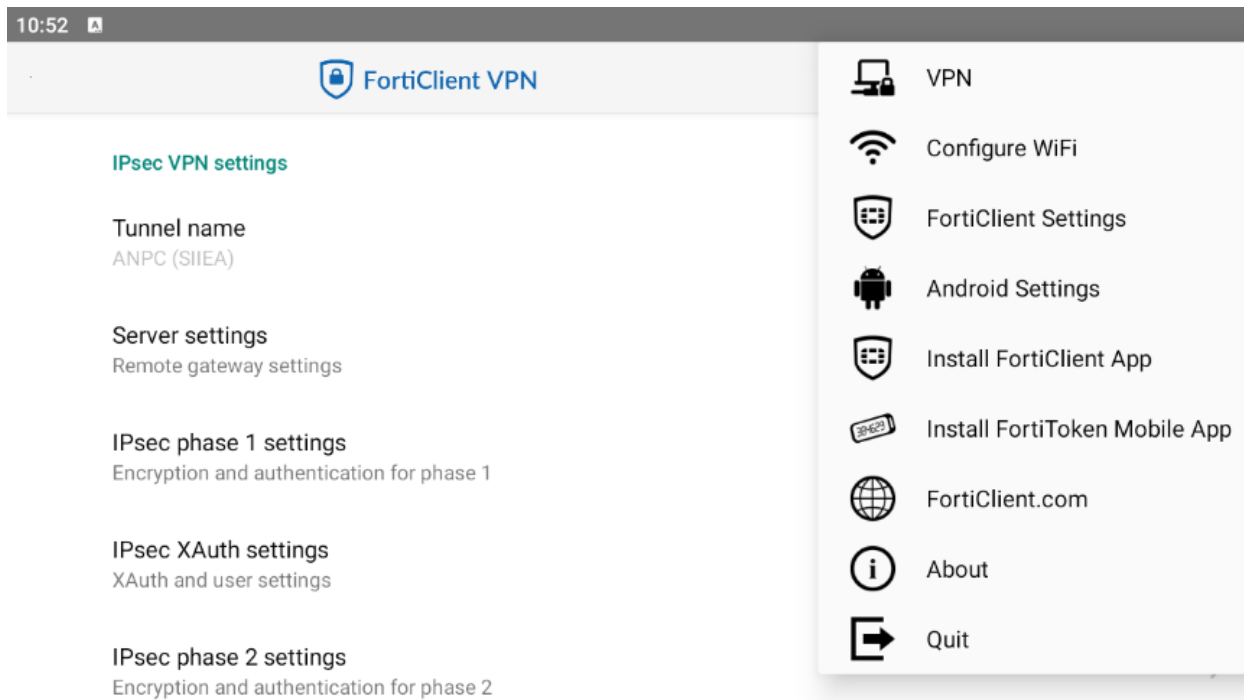 10:52
FortiClient VPN
IPsec VPN settings
Tunnel name
ANPC (SIIEA)
Server settings
Remote gateway settings
IPsec phase 1 settings
Encryption and authentication for phase 1
IPsec XAuth settings
XAuth and user settings
IPsec phase 2 settings
Encryption and authentication for phase 2
VPN
Configure WiFi
FortiClient Settings
Android Settings
Install FortiClient App
Install FortiToken Mobile App
FortiClient.com
About
Quit